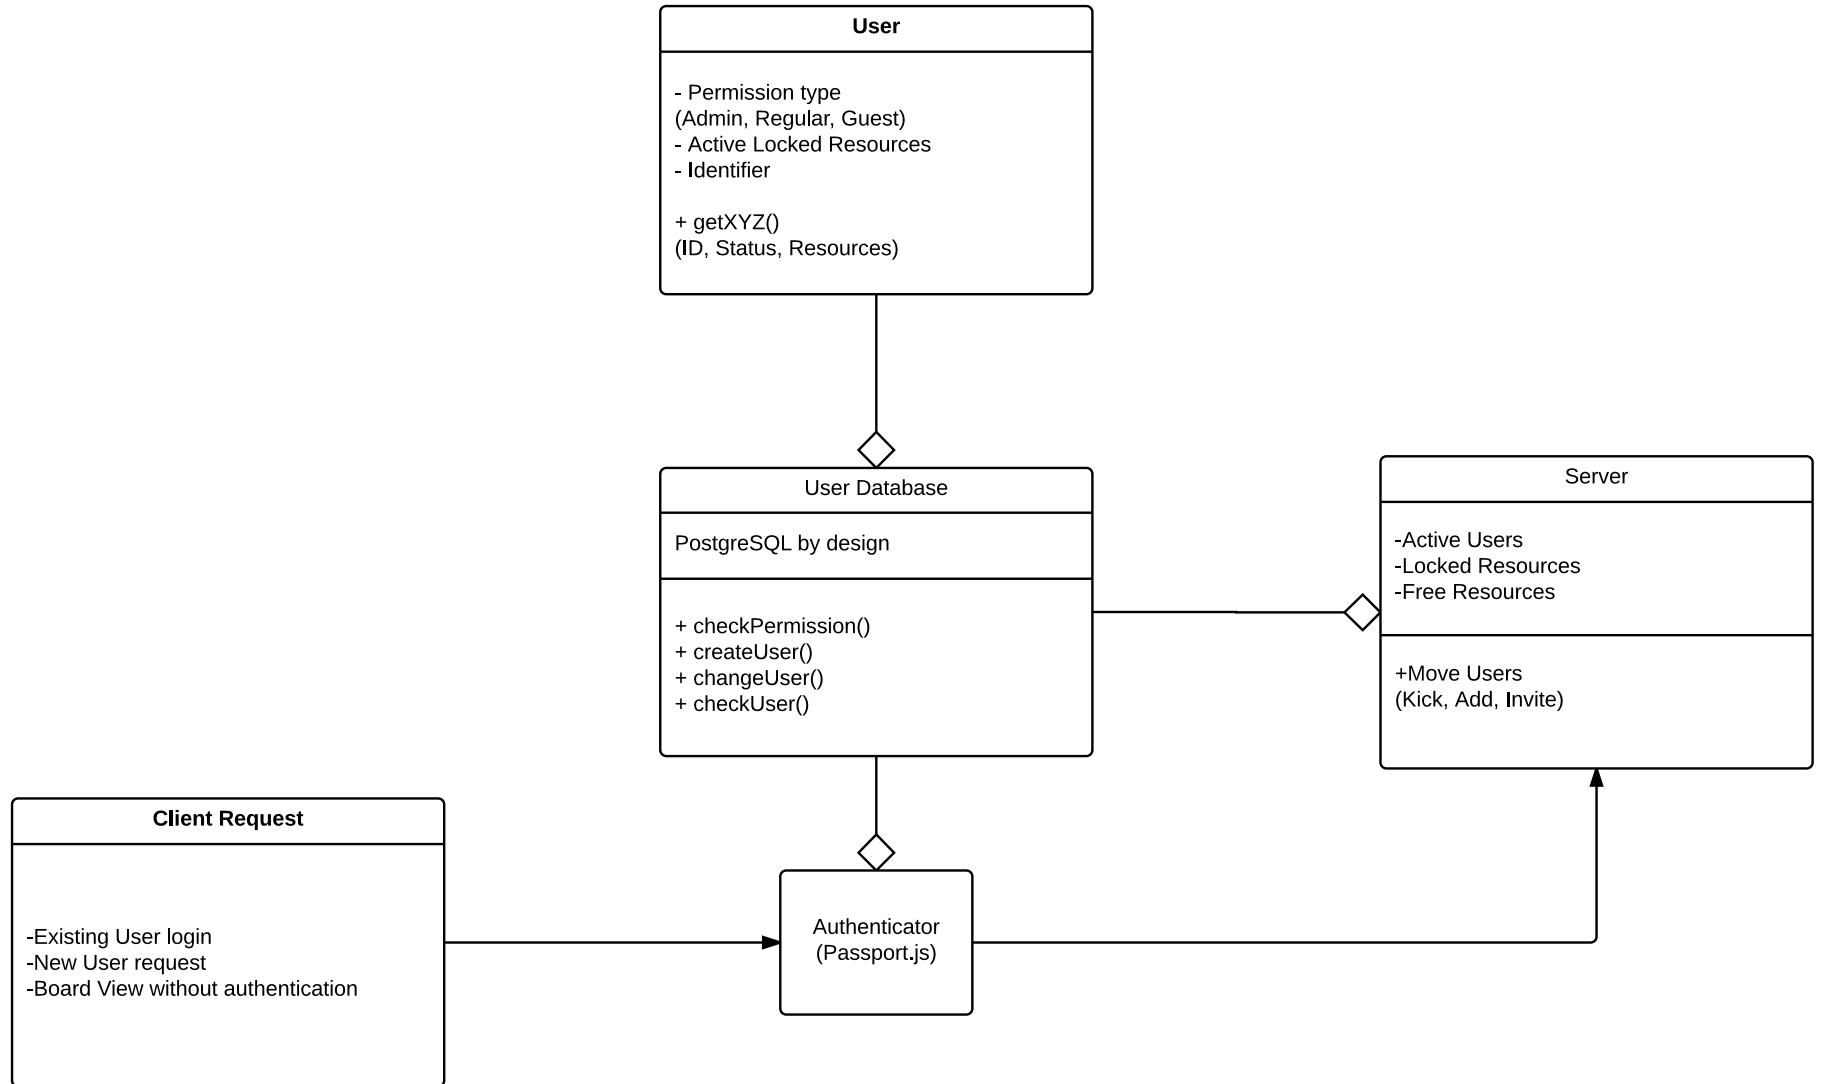 User
- Permission type
(Admin, Regular, Guest)
- Active Locked Resources
- Identifier
+ getXYZ()
(ID, Status, Resources)
User Database
PostgreSQL by design
+ checkPermission()
+ createUser()
+ changeUser()
+ checkUser()
Server
-Active Users
-Locked Resources
-Free Resources
+Move Users
(Kick, Add, Invite)
Client Request
-Existing User login
-New User request
-Board View without authentication
Authenticator
(Passport.js)